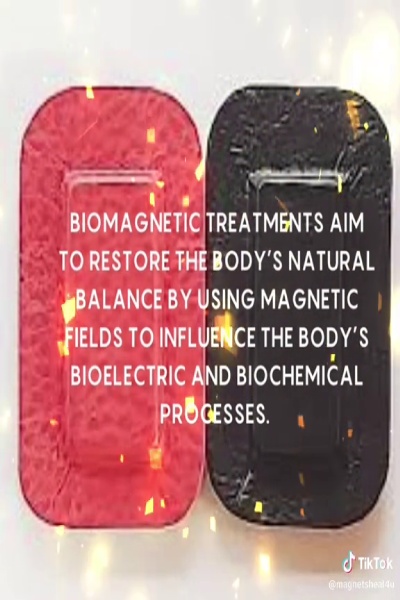 BIOMAGNETIC TREATMENTS AIM
TO RESTORE THE BODY'S NATURAL
BALANCE BY USING MAGNETIC
FIELDS TO INFLUENCE THE BODY'S
BIOELECTRIC AND BIOCHEMICAL
PROCESSES.
TikTok
@magnetsheal4u